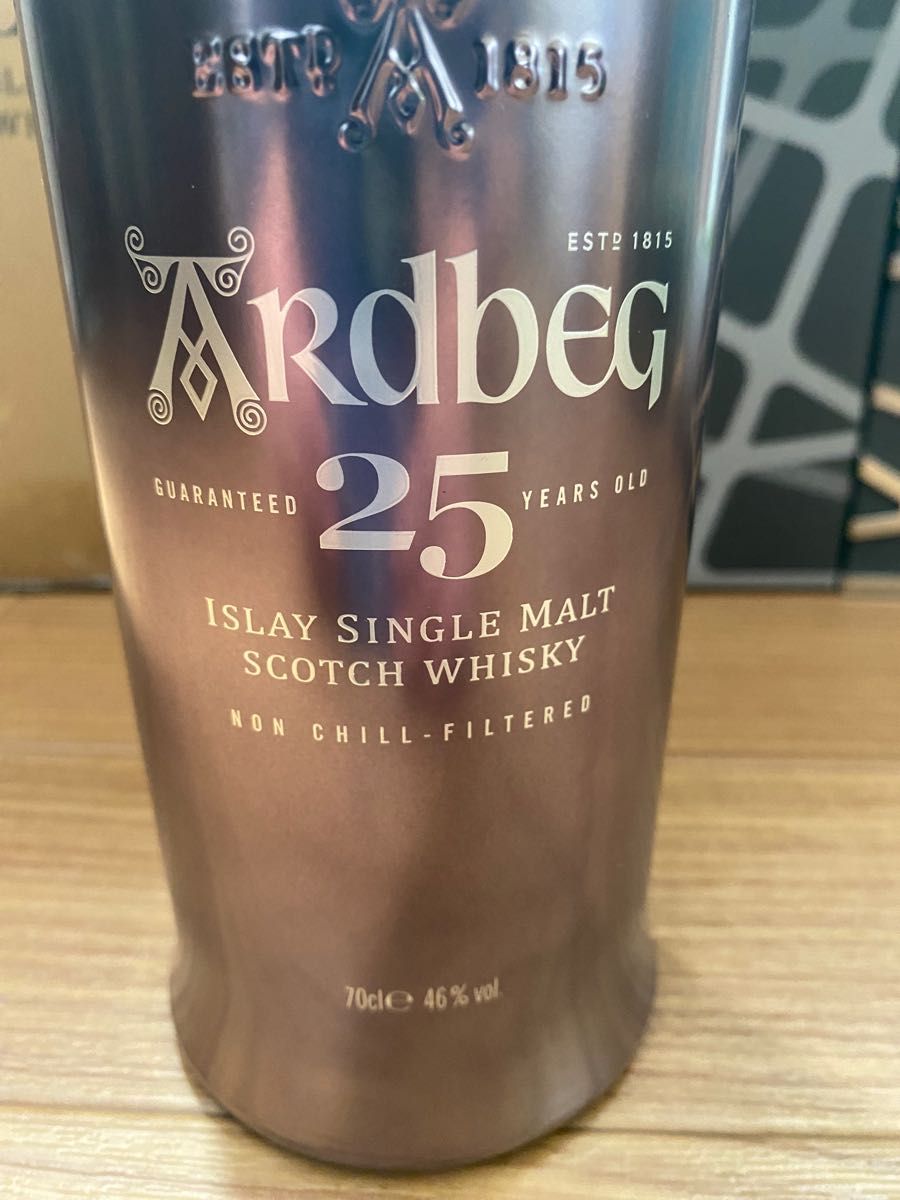 ESTD 1815
ESTD 1815
ARdbEG
GUARANTEED 25 YEARS OLD
ISLAY SINGLE MALT
SCOTCH WHISKY
NON CHILL-FILTERED
70cl℮ 46% vol